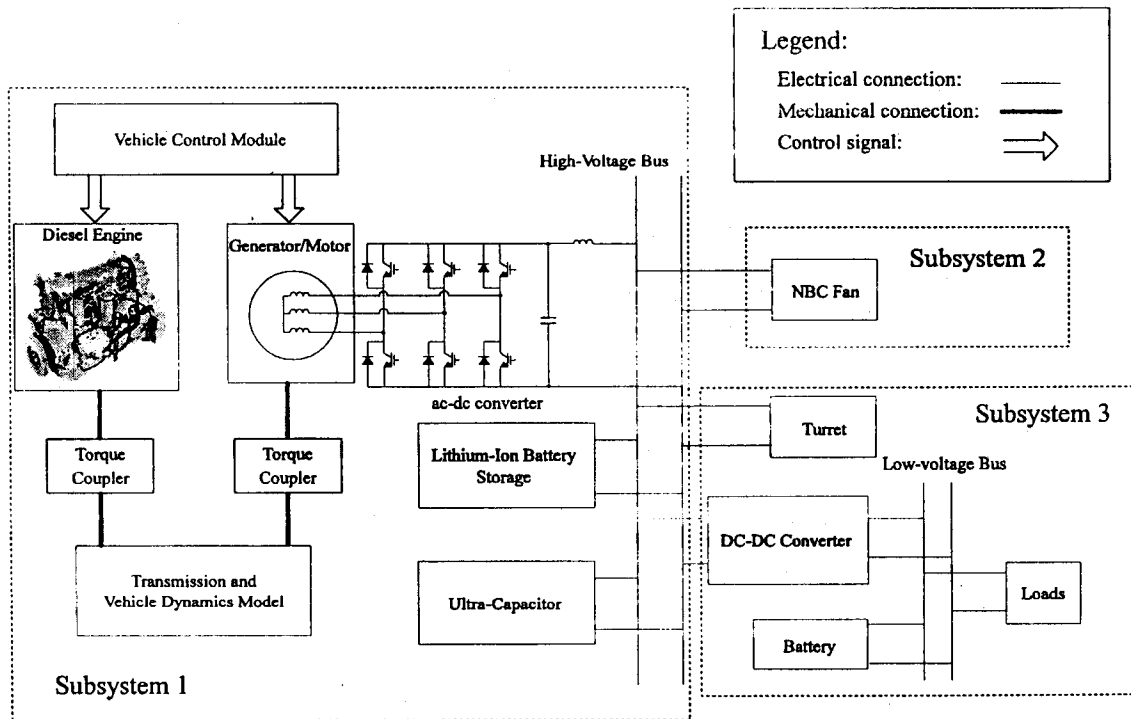 Legend:
Electrical connection:
Mechanical connection:
Control signal:
Vehicle Control Module
High-Voltage Bus
Diesel Engine
Generator/Motor
Subsystem 2
NBC Fan
ac-dc converter
Subsystem 3
Turret
Torque
Coupler
Torque
Coupler
Lithium-Ion Battery
Storage
Low-voltage Bus
DC-DC Converter
Transmission and
Vehicle Dynamics Model
Ultra-Capacitor
Loads
Battery
Subsystem 1